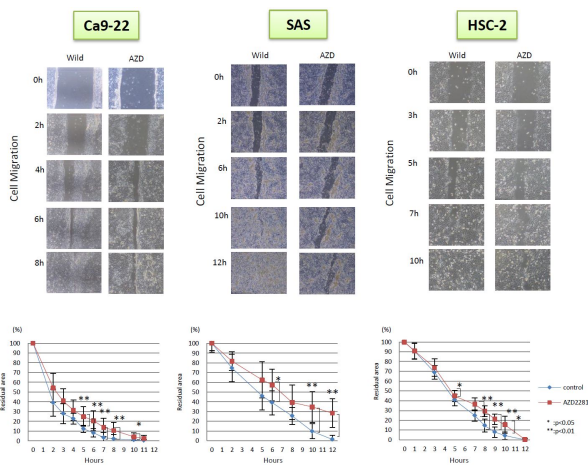 Ca9-22
SAS
HSC-2
Wild AZD
Wild AZD
Wild AZD
Cell Migration
0h
2h
4h
6h
8h
Cell Migration
0h
2h
6h
10h
12h
Cell Migration
0h
3h
5h
7h
10h
(%)
Residual area
100
90
80
70
60
50
40
30
20
10
0
** ** ** ** *
0 1 2 3 4 5 6 7 8 9 10 11 12
Hours
(%)
Residual area
100
90
80
70
60
50
40
30
20
10
0
* ** **
0 1 2 3 4 5 6 7 8 9 10 11 12
Hours
(%)
Residual area
100
90
80
70
60
50
40
30
20
10
0
* ** ** ** *
0 1 2 3 4 5 6 7 8 9 10 11 12
Hours
control
AZD2281
* :p<0.05
**:p<0.01